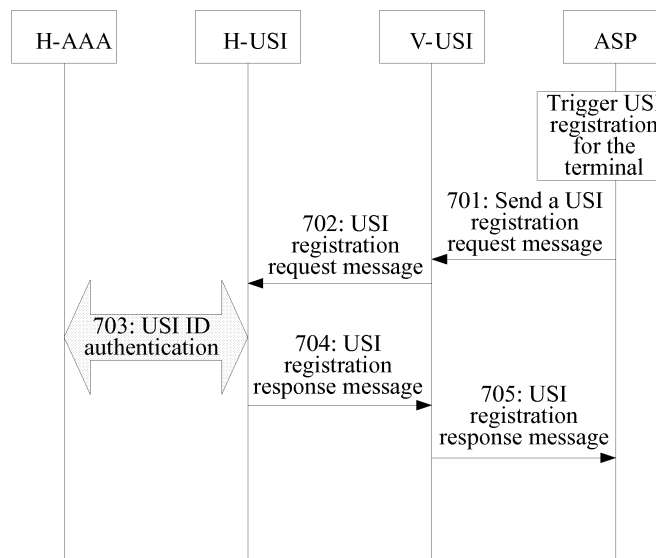 H-AAA
H-USI
V-USI
ASP
Trigger USI
registration
for the
terminal
701: Send a USI
registration
request message
702: USI
registration
request message
703: USI ID
authentication
704: USI
registration
response message
705: USI
registration
response message